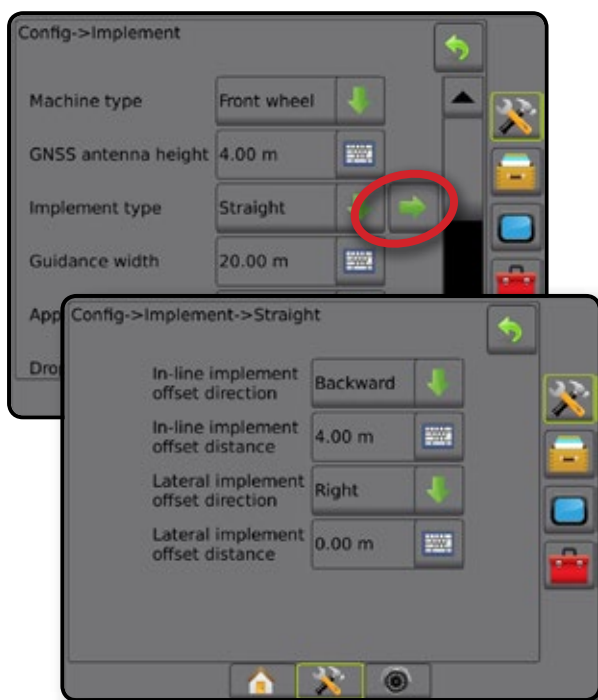 Config->Implement
Machine type Front wheel
GNSS antenna height 4.00 m
Implement type Straight
Guidance width 20.00 m
App
Dro
Config->Implement->Straight
In-line implement
offset direction
Backward
In-line implement
offset distance
4.00 m
Lateral implement
offset direction
Right
Lateral implement
offset distance
0.00 m